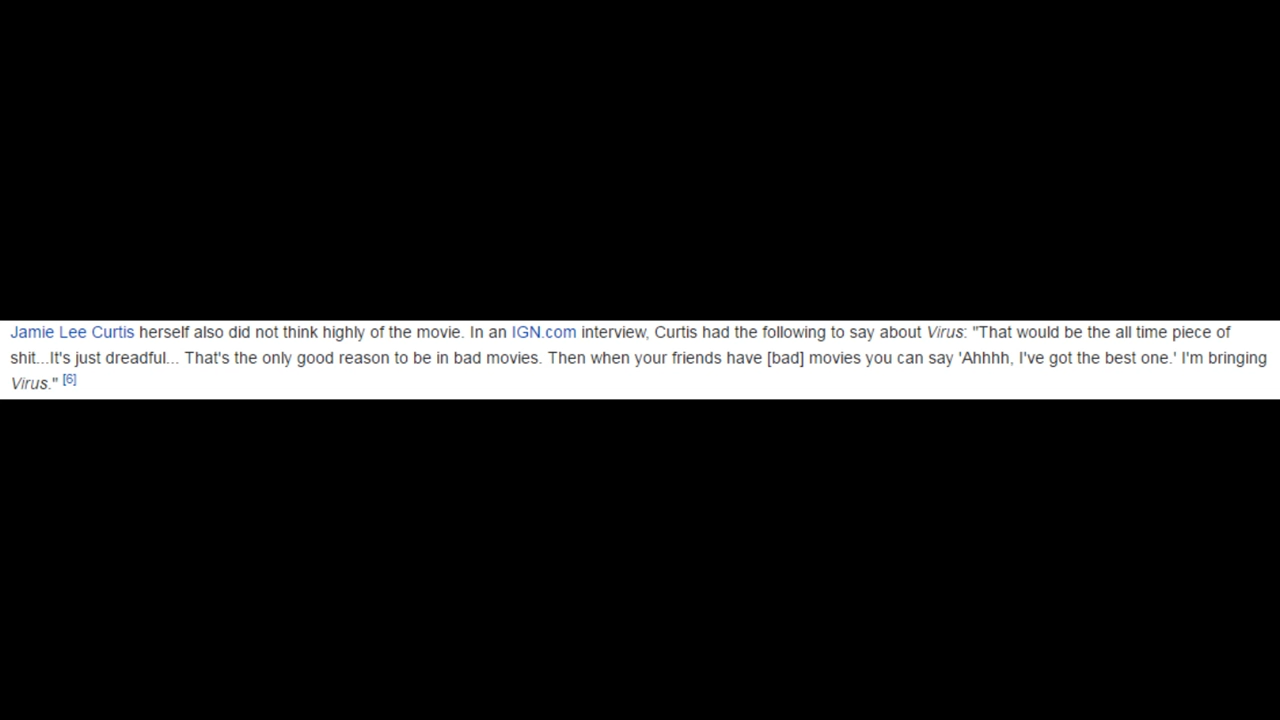 Jamie Lee Curtis herself also did not think highly of the movie. In an IGN.com interview, Curtis had the following to say about Virus: "That would be the all time piece of
shit...It's just dreadful... That's the only good reason to be in bad movies. Then when your friends have [bad] movies you can say 'Ahhhh, I've got the best one.' I'm bringing
Virus." [6]